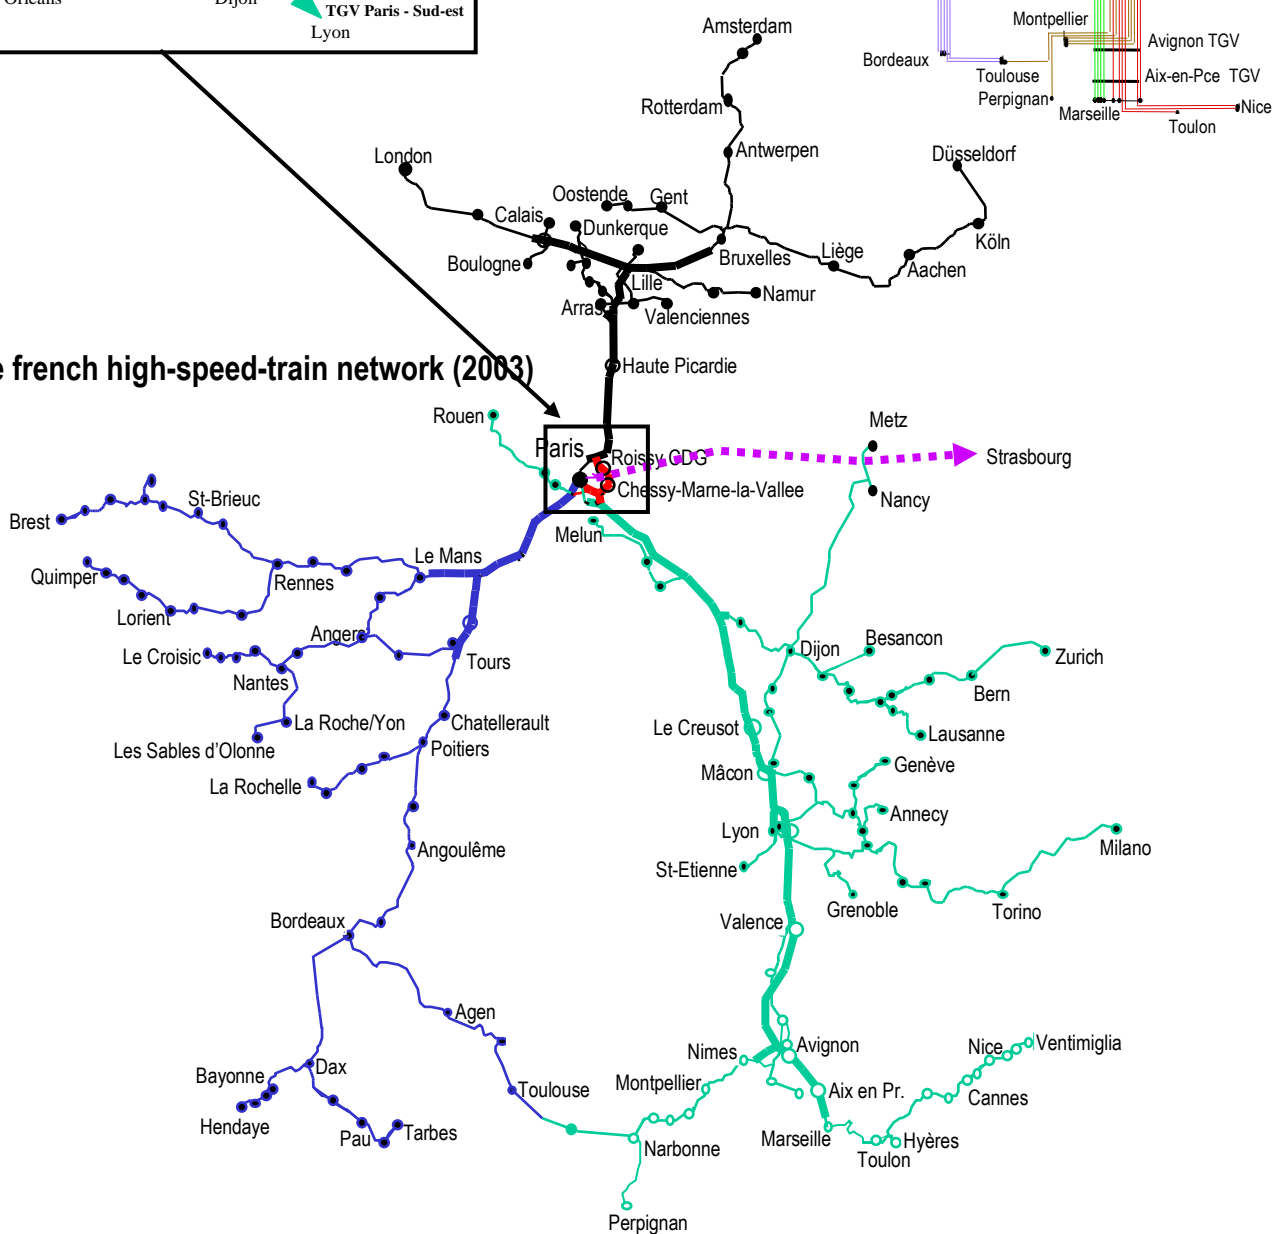 Dijon
TGV Paris - Sud-est
Lyon
Montpellier
Bordeaux
Avignon TGV
Toulouse
Aix-en-Pce TGV
Perpignan
Marseille
Nice
Toulon
Amsterdam
Rotterdam
London
Antwerpen
Düsseldorf
Oostende
Gent
Calais
Dunkerque
Köln
Bruxelles
Liège
Boulogne
Aachen
Lille
Namur
Arras
Valenciennes
french high-speed-train network (2003)
Haute Picardie
Rouen
Metz
Paris
Roissy CDG
Strasbourg
Chessy-Marne-la-Vallee
Nancy
St-Brieuc
Brest
Melun
Le Mans
Quimper
Rennes
Lorient
Angers
Dijon
Besancon
Zurich
Le Croisic
Tours
Nantes
Bern
La Roche/Yon
Chatellerault
Le Creusot
Lausanne
Les Sables d'Olonne
Poitiers
Genève
Mâcon
La Rochelle
Annecy
Lyon
Milano
Angoulême
St-Etienne
Grenoble
Torino
Bordeaux
Valence
Agen
Nimes
Avignon
Nice
Ventimiglia
Dax
Bayonne
Toulouse
Montpellier
Aix en Pr.
Cannes
Hendaye
Pau
Tarbes
Marseille
Hyères
Narbonne
Toulon
Perpignan